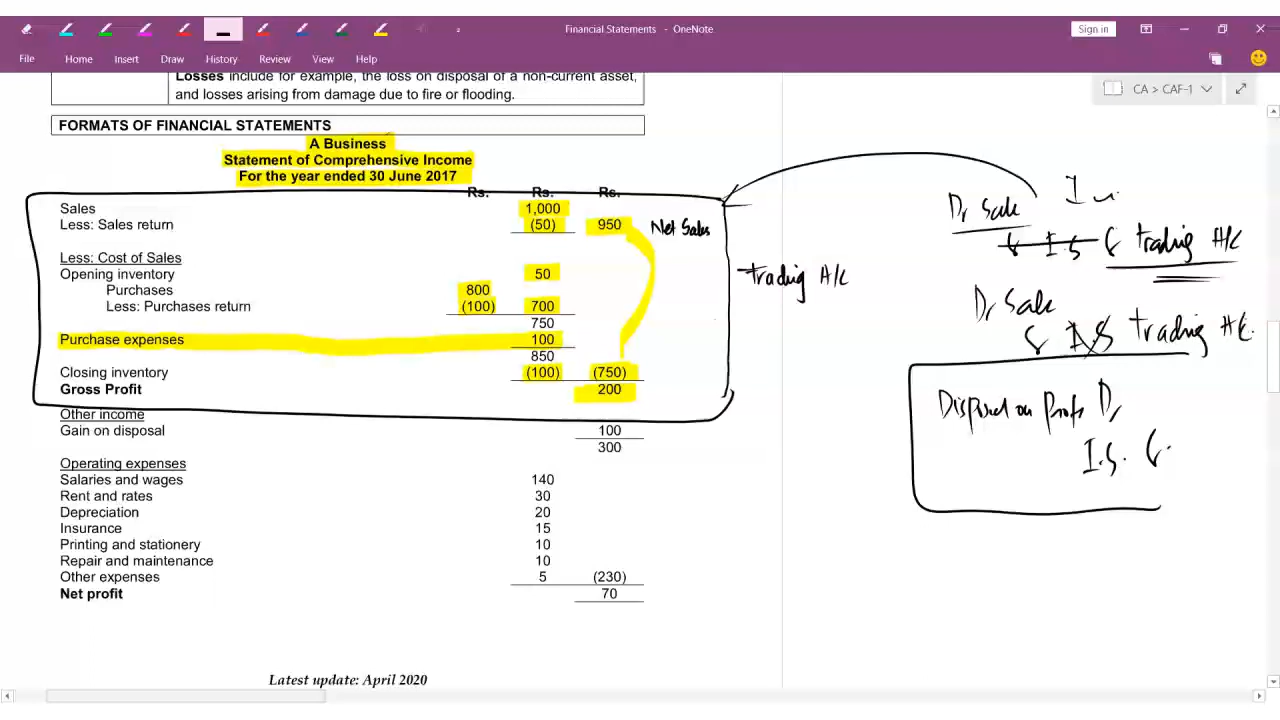 Financial Statements - OneNote
Sign in
File Home Insert Draw History Review View Help
CA > CAF-1
Losses include for example, the loss on disposal of a non-current asset,
and losses arising from damage due to fire or flooding.
FORMATS OF FINANCIAL STATEMENTS
A Business
Statement of Comprehensive Income
For the year ended 30 June 2017
Rs. Rs. Rs.
Sales 1,000
Less: Sales return (50) 950 Net Sales
Less: Cost of Sales
Opening inventory 50
Purchases 800
Less: Purchases return (100) 700
750
Purchase expenses 100
850
Closing inventory (100) (750)
Gross Profit 200
Other income
Gain on disposal 100
300
Operating expenses
Salaries and wages 140
Rent and rates 30
Depreciation 20
Insurance 15
Printing and stationery 10
Repair and maintenance 10
Other expenses 5 (230)
Net profit 70
Latest update: April 2020
trading A/C
Dr Sale
I.S Cr trading A/C
Dr Sale
Cr I.S trading A/C
Disposal on Profit Dr
I.S. Cr